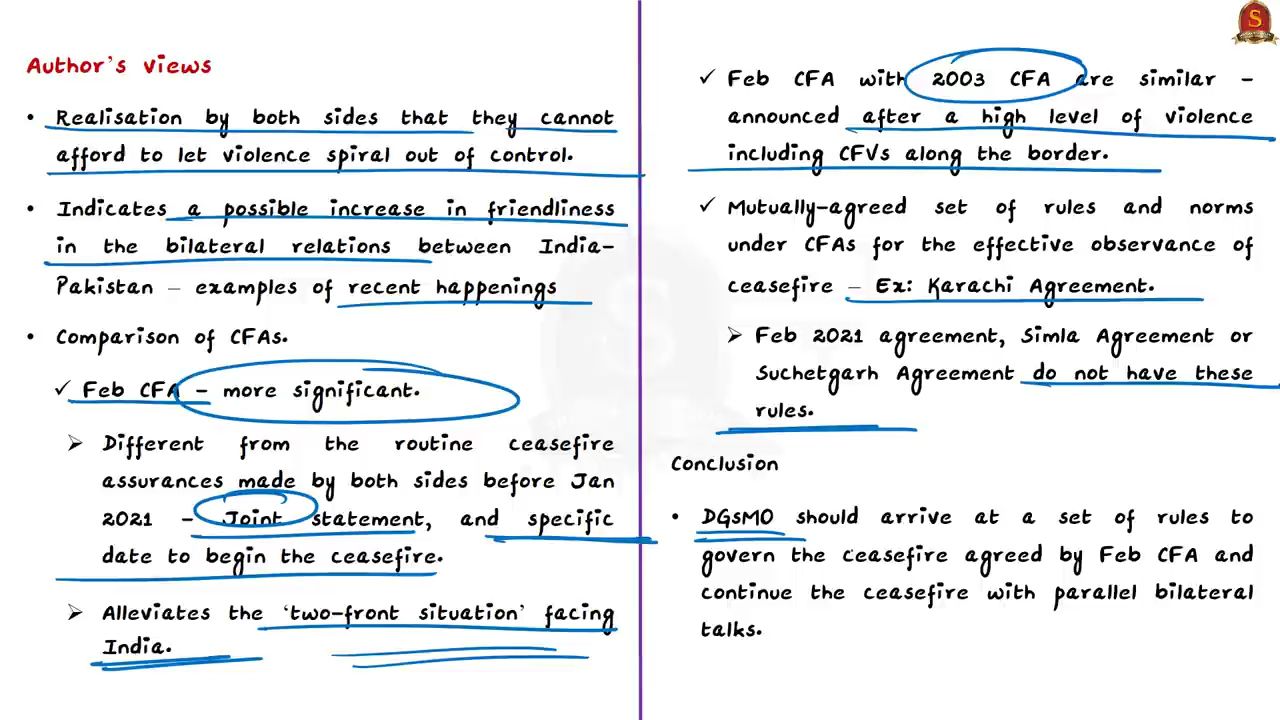 Author's views
• Realisation by both sides that they cannot
afford to let violence spiral out of control.
• Indicates a possible increase in friendliness
in the bilateral relations between India-
Pakistan – examples of recent happenings
• Comparison of CFAs.
✓ Feb CFA – more significant.
➢ Different from the routine ceasefire
assurances made by both sides before Jan
2021 – Joint statement, and specific
date to begin the ceasefire.
➢ Alleviates the 'two-front situation' facing
India.
✓ Feb CFA with 2003 CFA are similar –
announced after a high level of violence
including CFVs along the border.
✓ Mutually-agreed set of rules and norms
under CFAs for the effective observance of
ceasefire – Ex: Karachi Agreement.
➢ Feb 2021 agreement, Simla Agreement or
Suchetgarh Agreement do not have these
rules.
Conclusion
• DGsMO should arrive at a set of rules to
govern the ceasefire agreed by Feb CFA and
continue the ceasefire with parallel bilateral
talks.